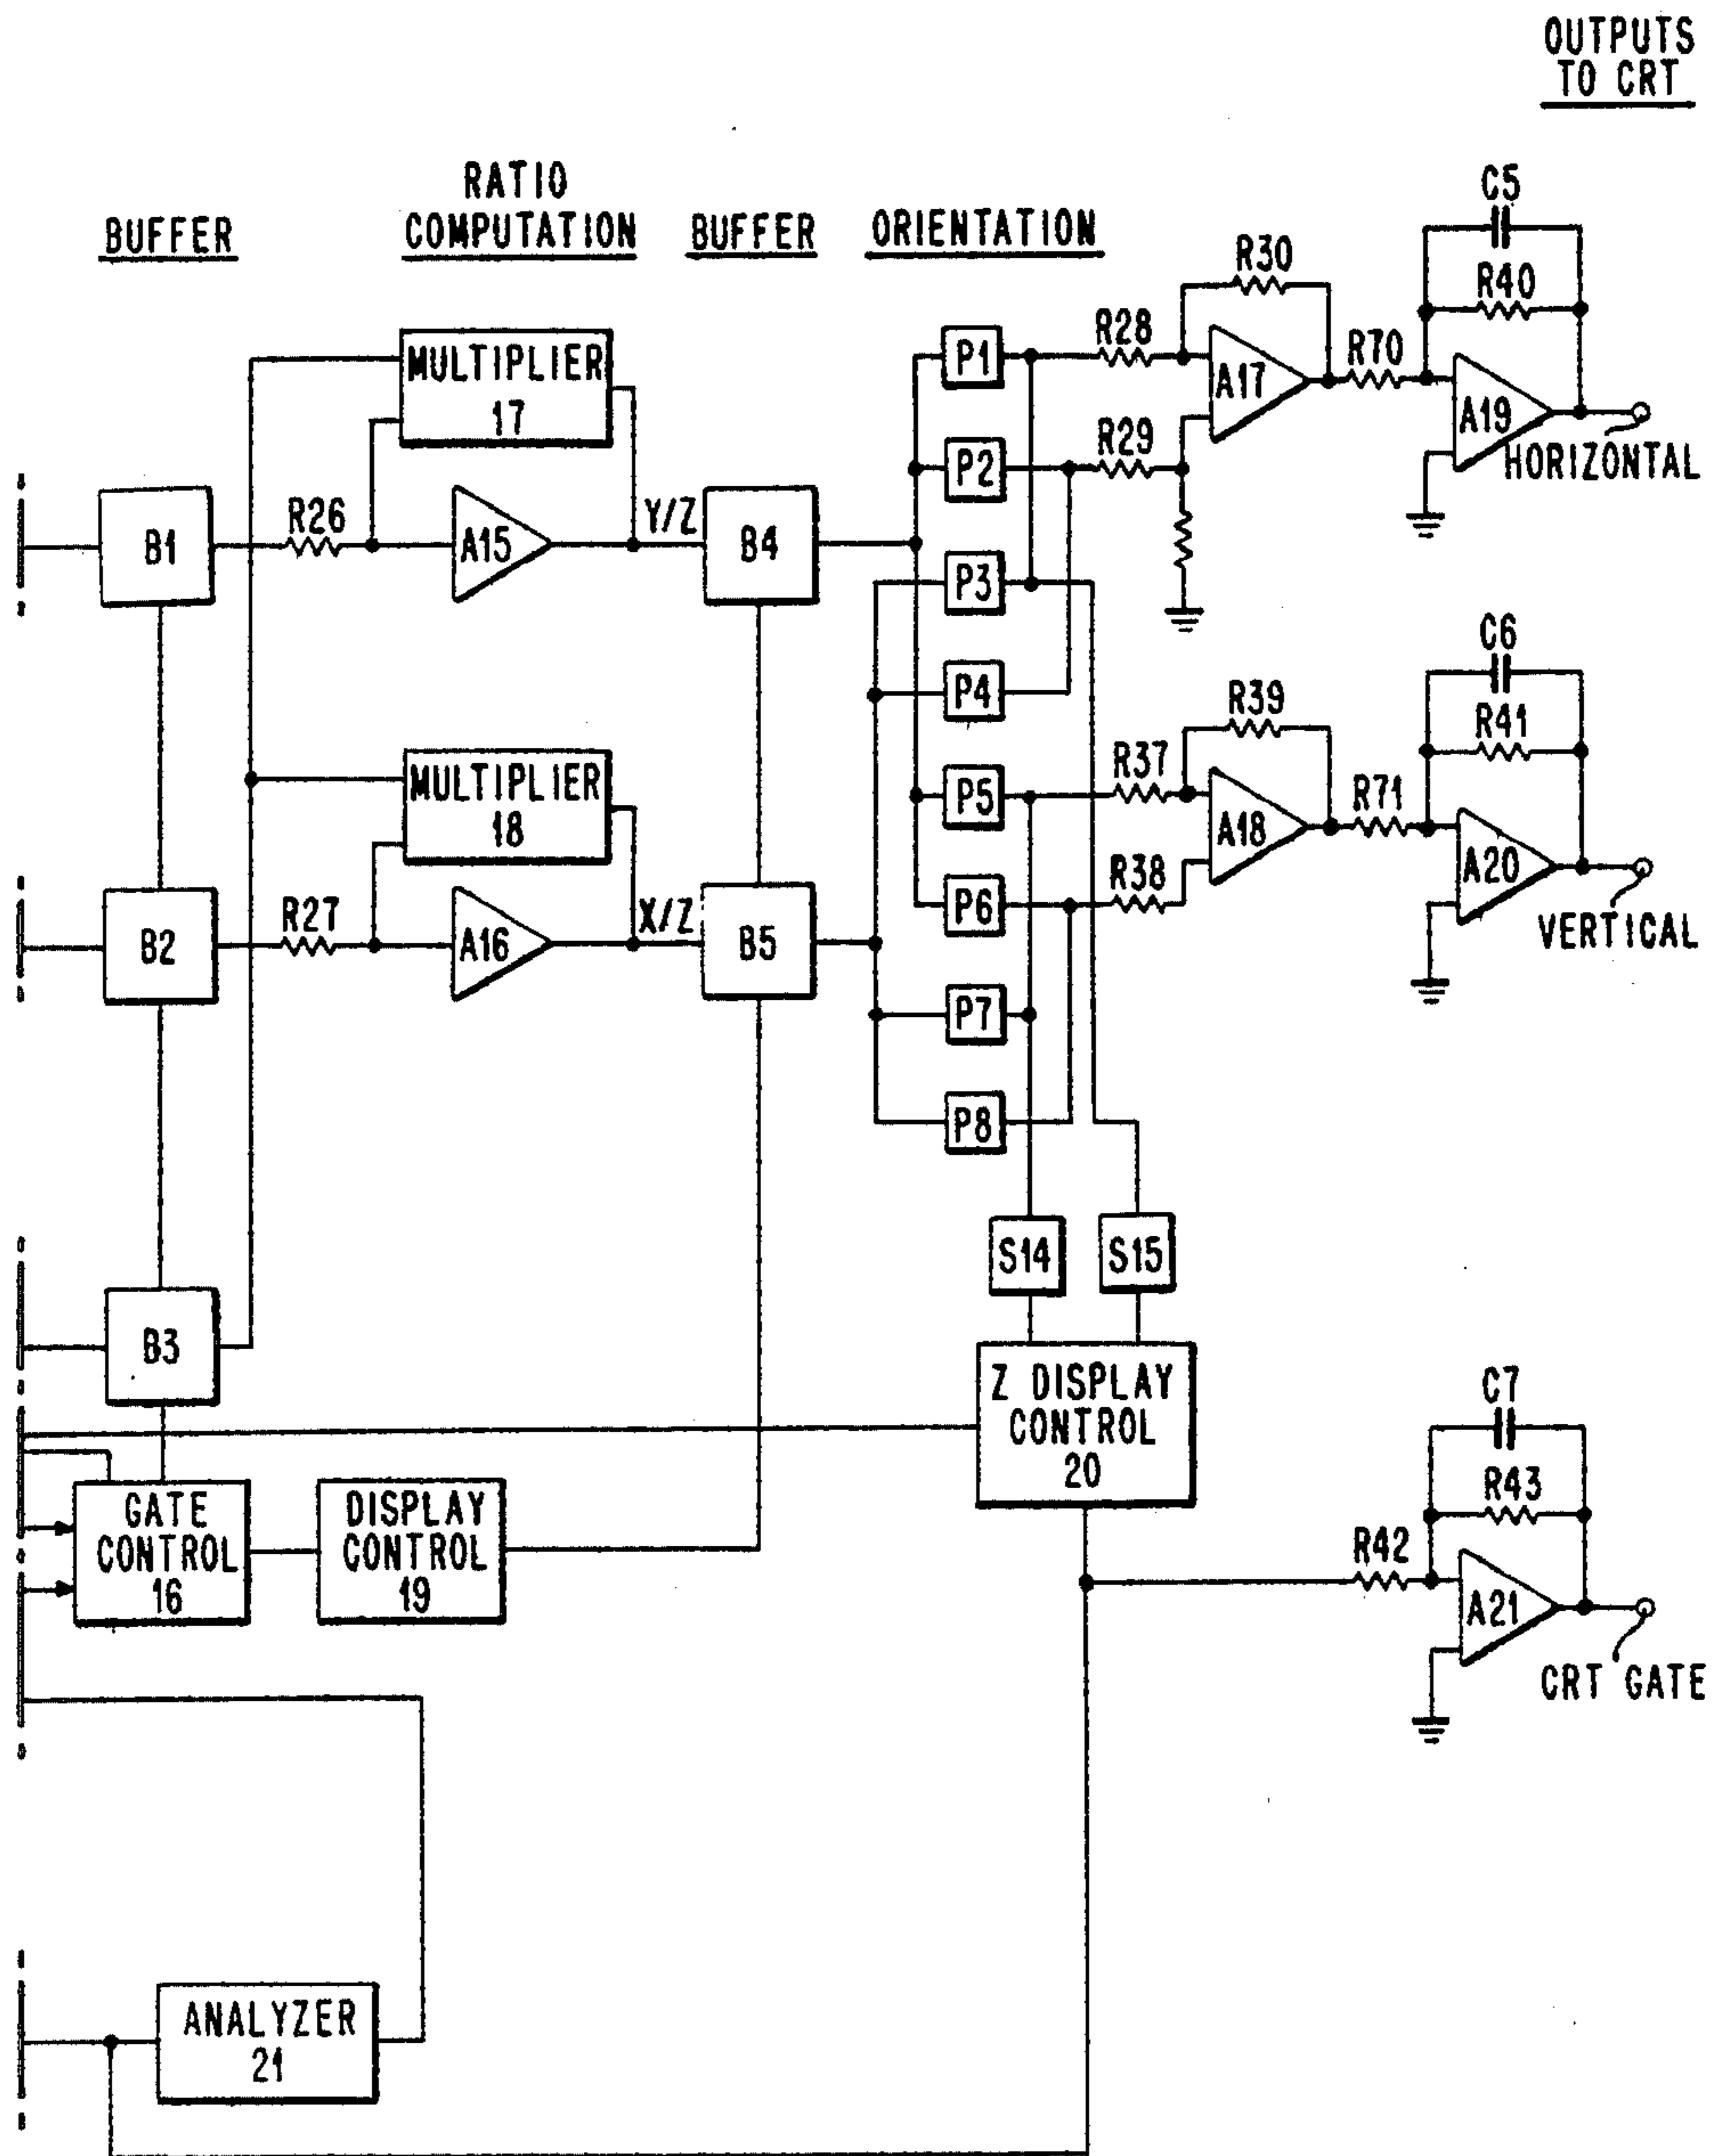 OUTPUTS
TO CRT
BUFFER
RATIO
COMPUTATION
BUFFER
ORIENTATION
C5
R40
R30
R28
P1
A17
R70
A19
HORIZONTAL
MULTIPLIER
17
P2
R29
B1
R26
A15
Y/Z
B4
P3
P4
C6
R41
R39
R37
P5
A18
R71
A20
VERTICAL
MULTIPLIER
18
P6
R38
B2
R27
A16
X/Z
B5
P7
P8
S14
S15
B3
Z DISPLAY
CONTROL
20
C7
R43
R42
A21
CRT GATE
GATE
CONTROL
16
DISPLAY
CONTROL
19
ANALYZER
21